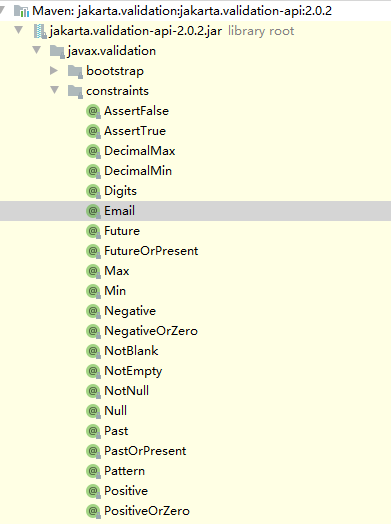 Maven: jakarta.validation:jakarta.validation-api:2.0.2
jakarta.validation-api-2.0.2.jar library root
javax.validation
bootstrap
constraints
AssertFalse
AssertTrue
DecimalMax
DecimalMin
Digits
Email
Future
FutureOrPresent
Max
Min
Negative
NegativeOrZero
NotBlank
NotEmpty
NotNull
Null
Past
PastOrPresent
Pattern
Positive
PositiveOrZero